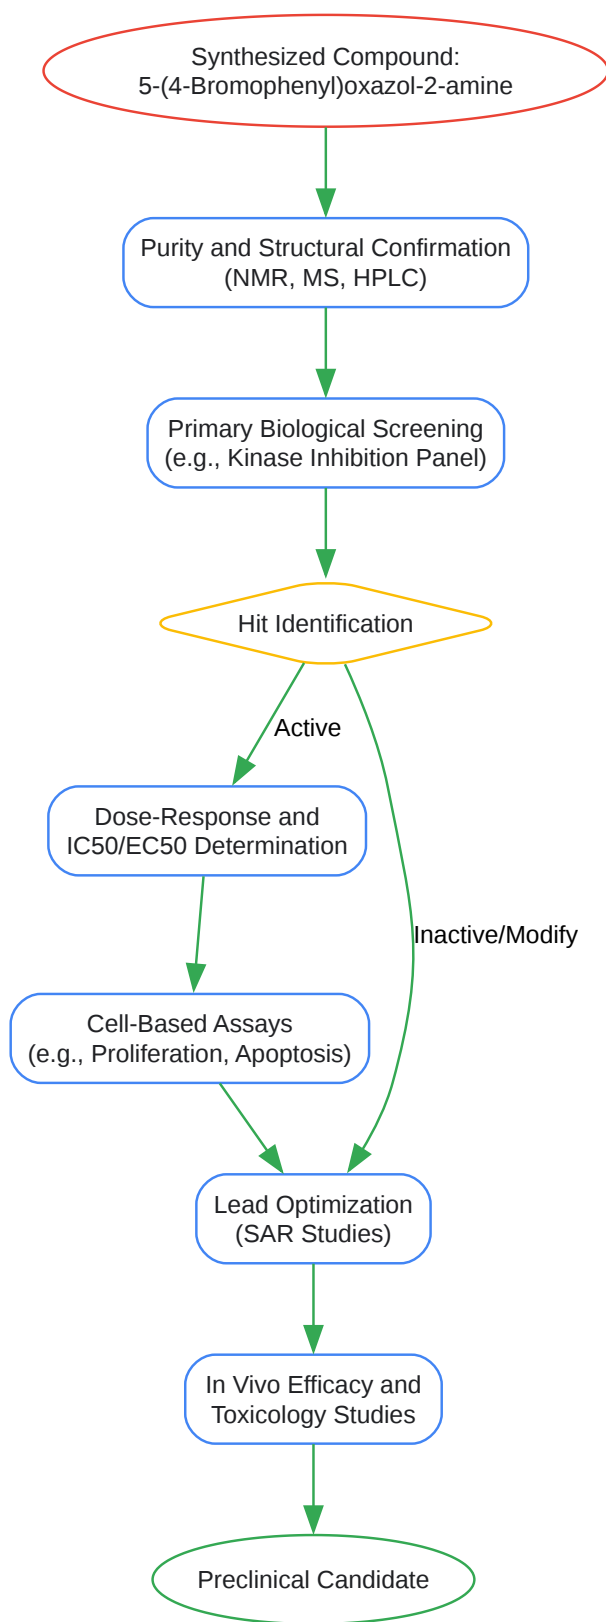 Synthesized Compound:
5-(4-Bromophenyl)oxazol-2-amine
Purity and Structural Confirmation
(NMR, MS, HPLC)
Primary Biological Screening
(e.g., Kinase Inhibition Panel)
Hit Identification
Active
Dose-Response and
IC50/EC50 Determination
Inactive/Modify
Cell-Based Assays
(e.g., Proliferation, Apoptosis)
Lead Optimization
(SAR Studies)
In Vivo Efficacy and
Toxicology Studies
Preclinical Candidate